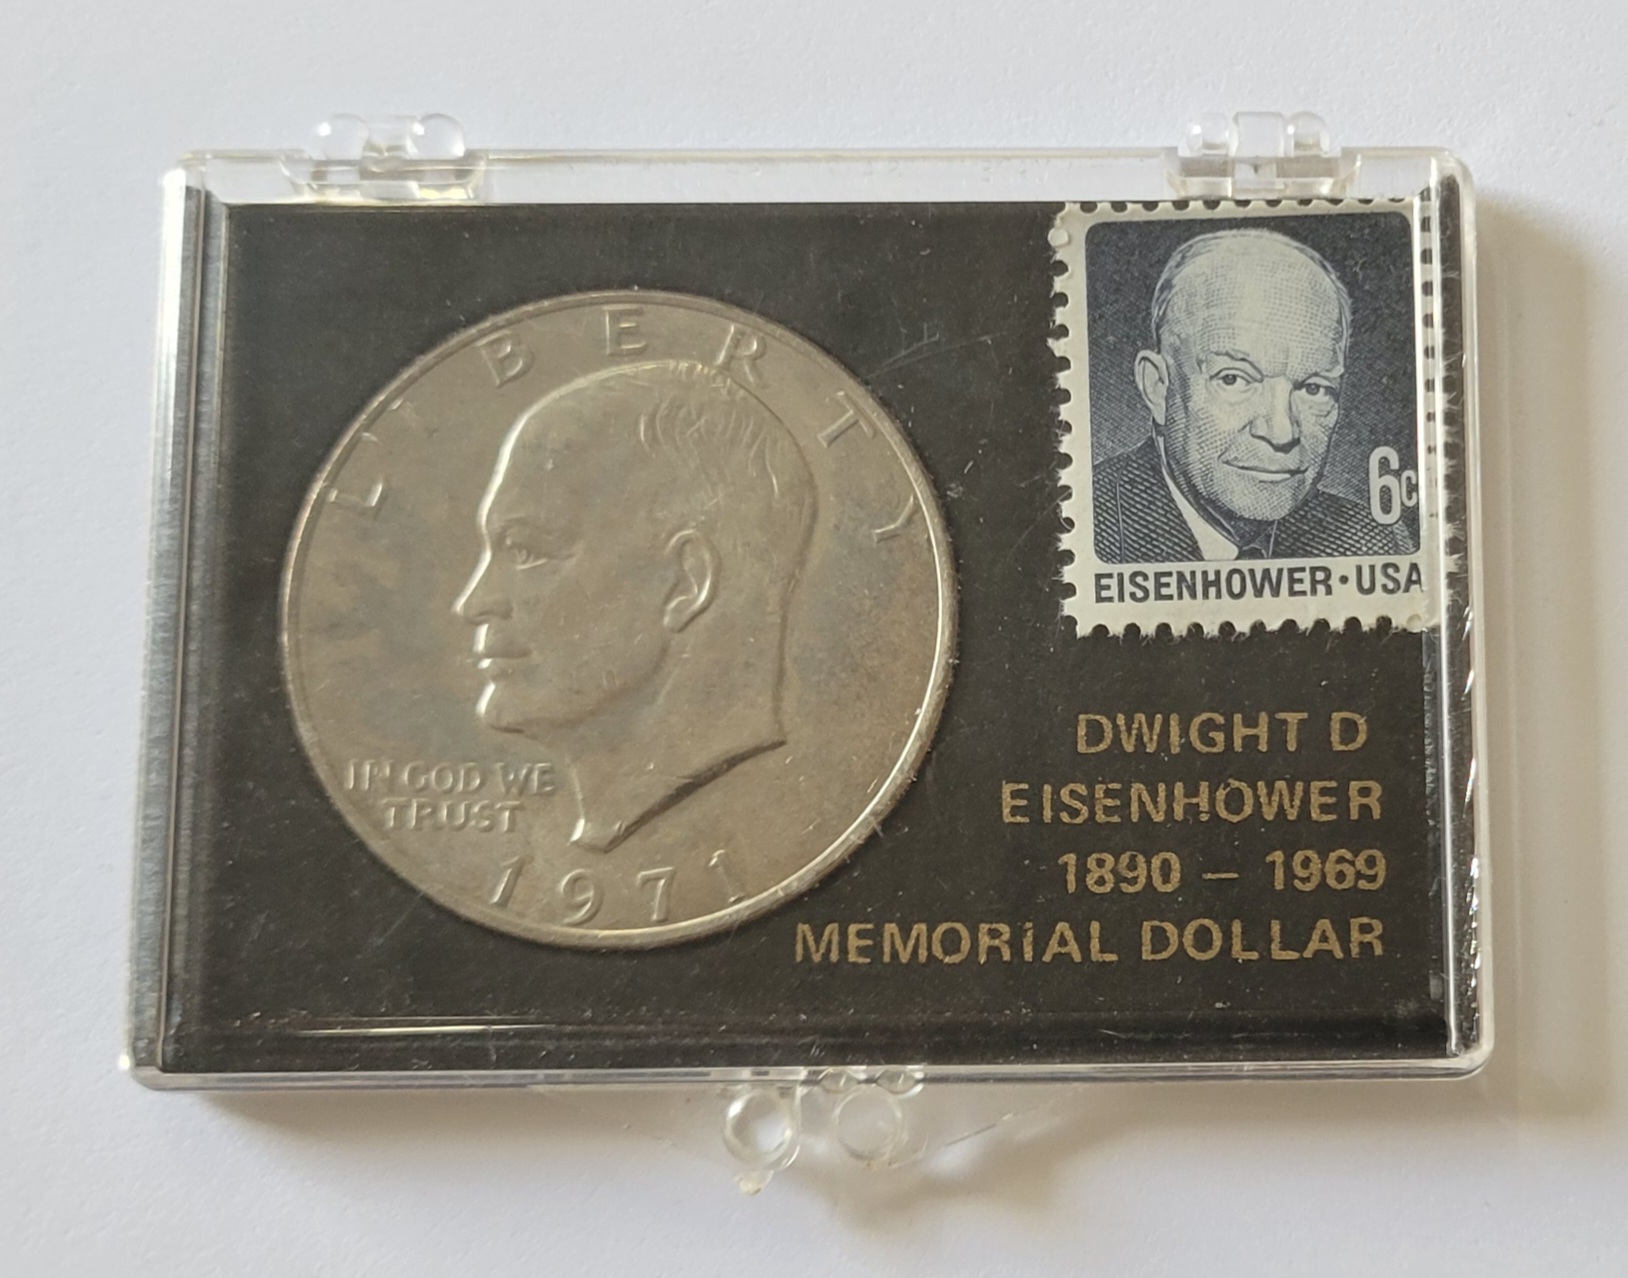 LIBERTY
IN GOD WE
TRUST
1971
6c
EISENHOWER·USA
DWIGHT D
EISENHOWER
1890 – 1969
MEMORIAL DOLLAR